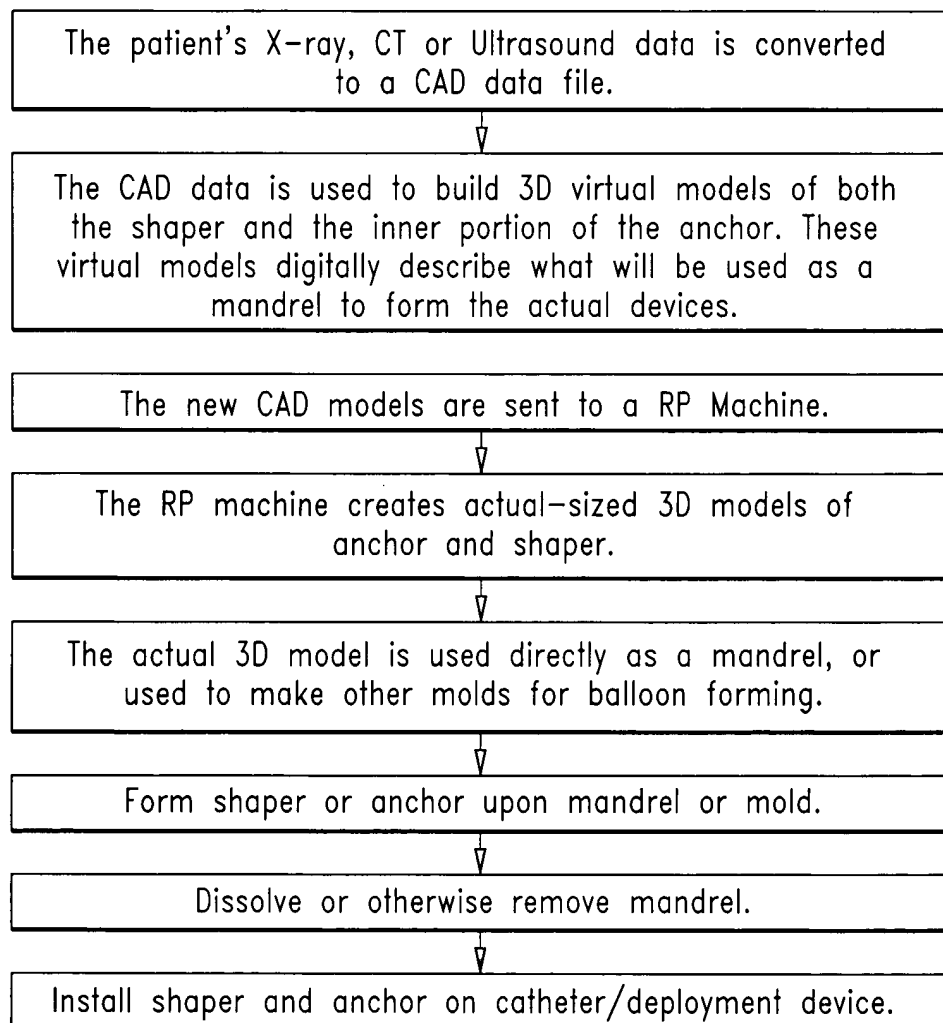 The patient's X-ray, CT or Ultrasound data is converted
to a CAD data file.
The CAD data is used to build 3D virtual models of both
the shaper and the inner portion of the anchor. These
virtual models digitally describe what will be used as a
mandrel to form the actual devices.
The new CAD models are sent to a RP Machine.
The RP machine creates actual-sized 3D models of
anchor and shaper.
The actual 3D model is used directly as a mandrel, or
used to make other molds for balloon forming.
Form shaper or anchor upon mandrel or mold.
Dissolve or otherwise remove mandrel.
Install shaper and anchor on catheter/deployment device.